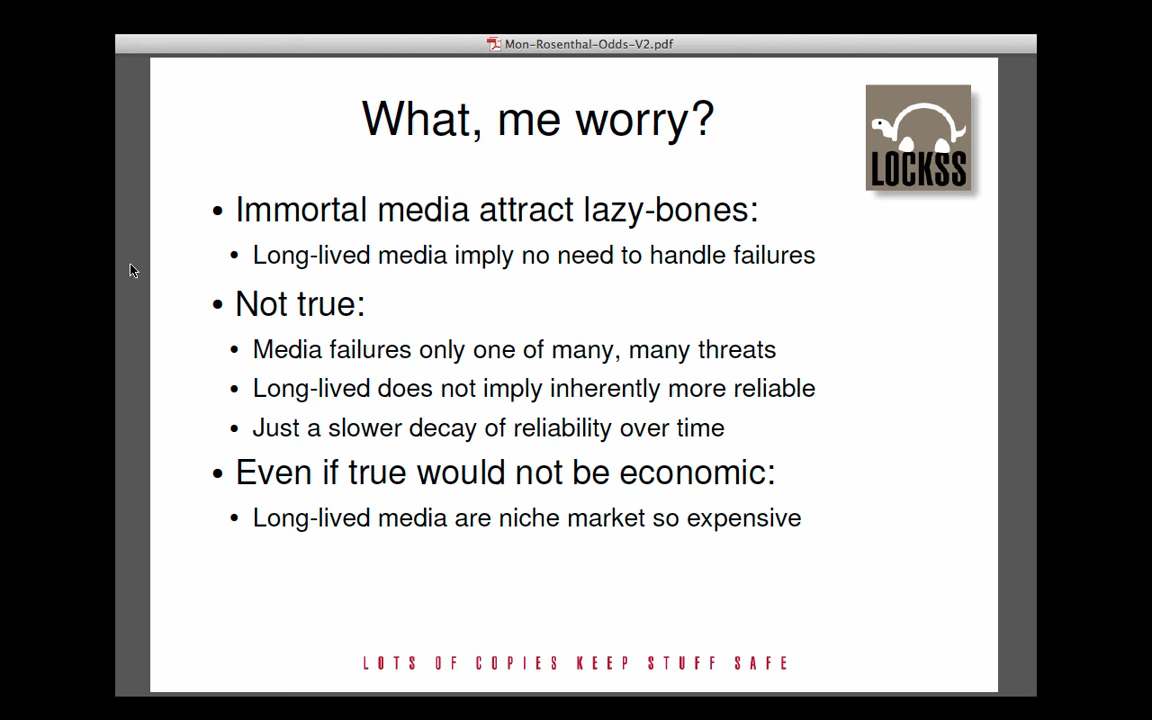 Mon-Rosenthal-Odds-V2.pdf
What, me worry?
LOCKSS
• Immortal media attract lazy-bones:
• Long-lived media imply no need to handle failures
• Not true:
• Media failures only one of many, many threats
• Long-lived does not imply inherently more reliable
• Just a slower decay of reliability over time
• Even if true would not be economic:
• Long-lived media are niche market so expensive
LOTS OF COPIES KEEP STUFF SAFE